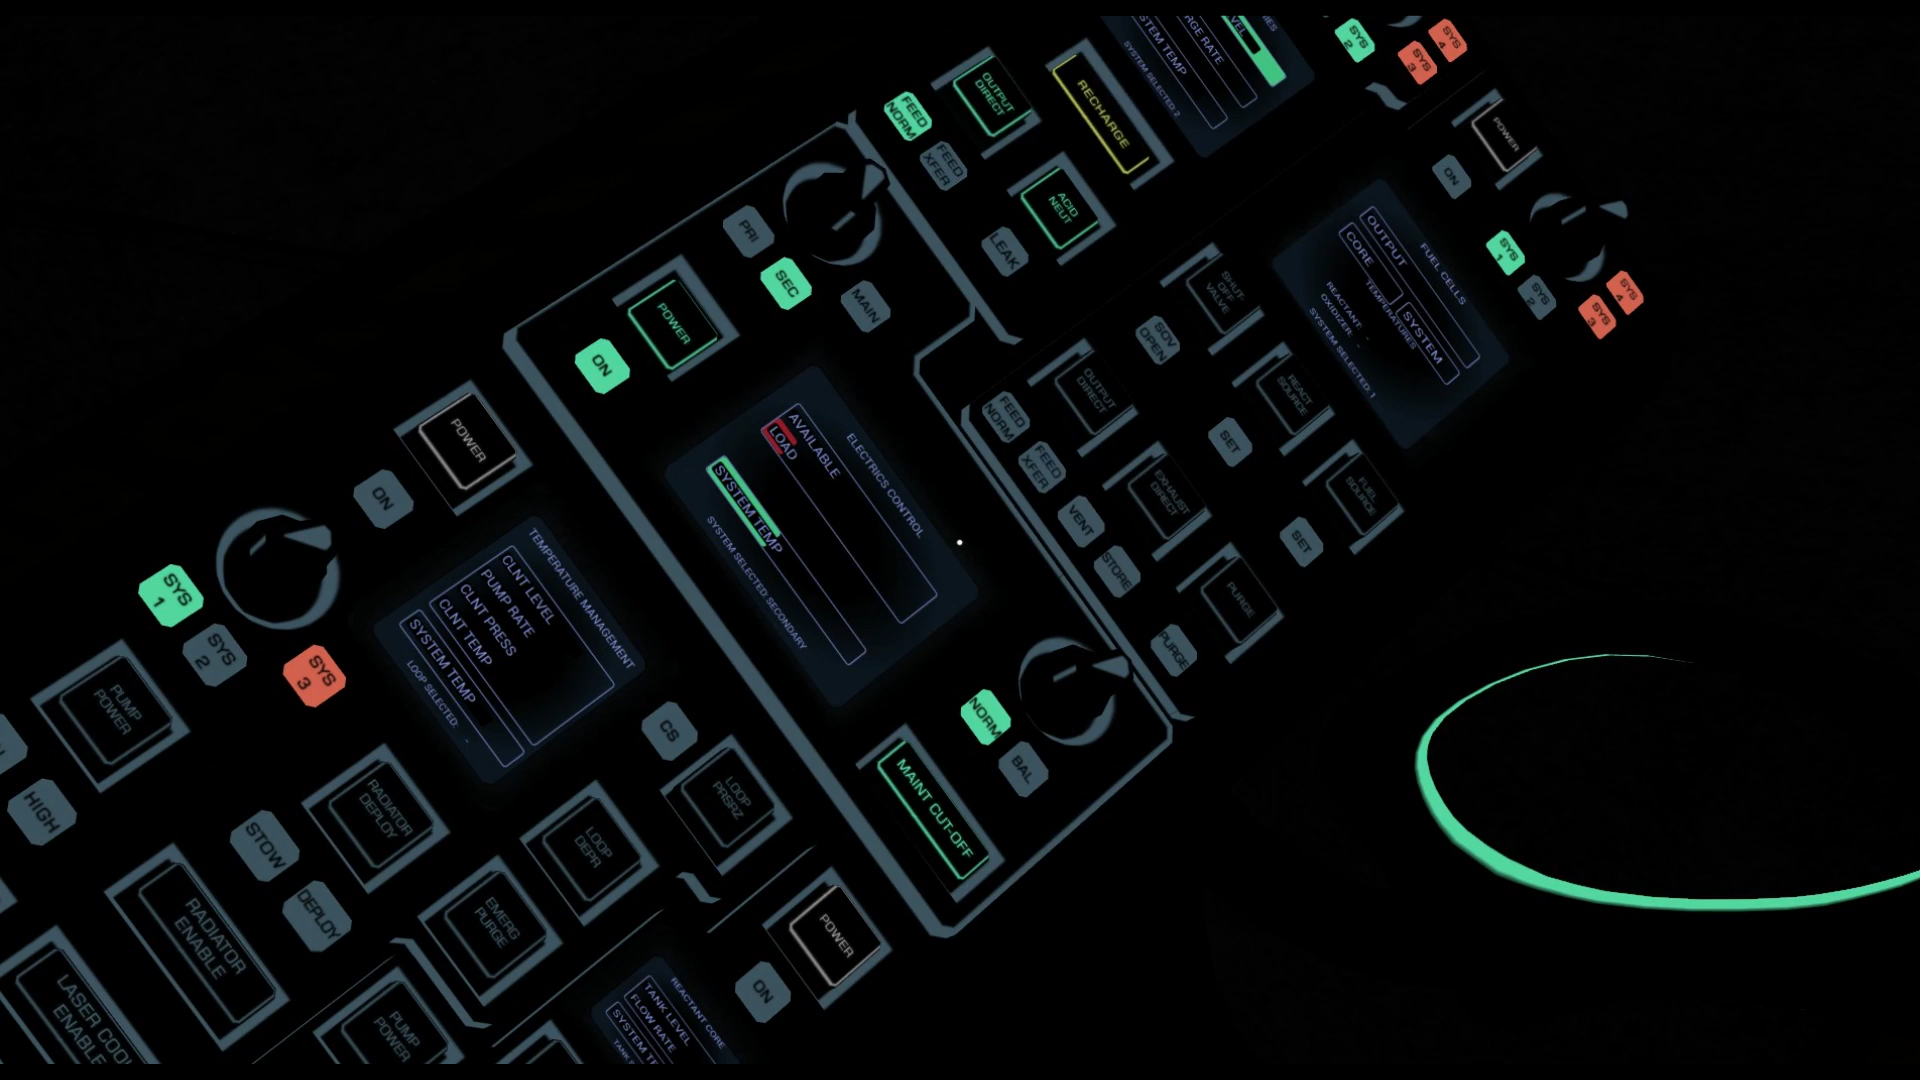 SYSTEM TEMP
RGE RATE
SYSTEM SELECTED: 2
SYS
2
SYS
3
SYS
4
OUTPUT
DIRECT
FEED
NORM
FEED
XFER
RECHARGE
ACID
NEUT
LEAK
POWER
ON
SYS
1
SYS
2
SYS
3
SYS
4
FUEL CELLS
OUTPUT
CORE
TEMPERATURES
SYSTEM
REACTANT: -
OXIDIZER: -
SYSTEM SELECTED: 1
SHUT-
OFF
VALVE
SOV
OPEN
OUTPUT
DIRECT
FEED
NORM
FEED
XFER
REACT
SOURCE
SET
EXHAUST
DIRECT
VENT
STORE
FUEL
SOURCE
SET
PURGE
PURGE
PRI
SEC
MAIN
POWER
ON
ELECTRICS CONTROL
AVAILABLE
LOAD
SYSTEM TEMP
SYSTEM SELECTED: SECONDARY
NORM
BAL
MAINT CUT-OFF
POWER
ON
SYS
1
SYS
2
SYS
3
TEMPERATURE MANAGEMENT
CLNT LEVEL
PUMP RATE
CLNT PRESS
CLNT TEMP
SYSTEM TEMP
LOOP SELECTED: -
PUMP
POWER
HIGH
RADIATOR
DEPLOY
STOW
DEPLOY
CS
LOOP
PRSRZ
LOOP
DEPR
EMERG
PURGE
RADIATOR
ENABLE
LASER COOL
ENABLE
PUMP
POWER
POWER
ON
REACTANT CORE
TANK LEVEL
FLOW RATE
SYSTEM TE